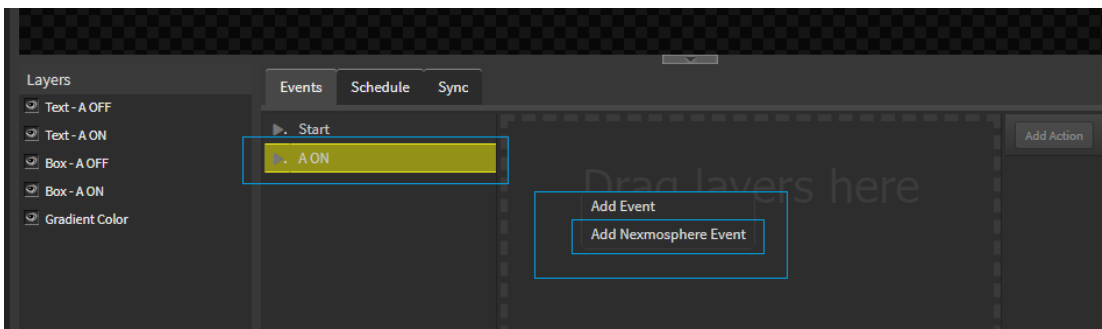 Layers
Text - A OFF
Text - A ON
Box - A OFF
Box - A ON
Gradient Color
Events Schedule Sync
Start
A ON
Drag layers here
Add Event
Add Nexmosphere Event
Add Action